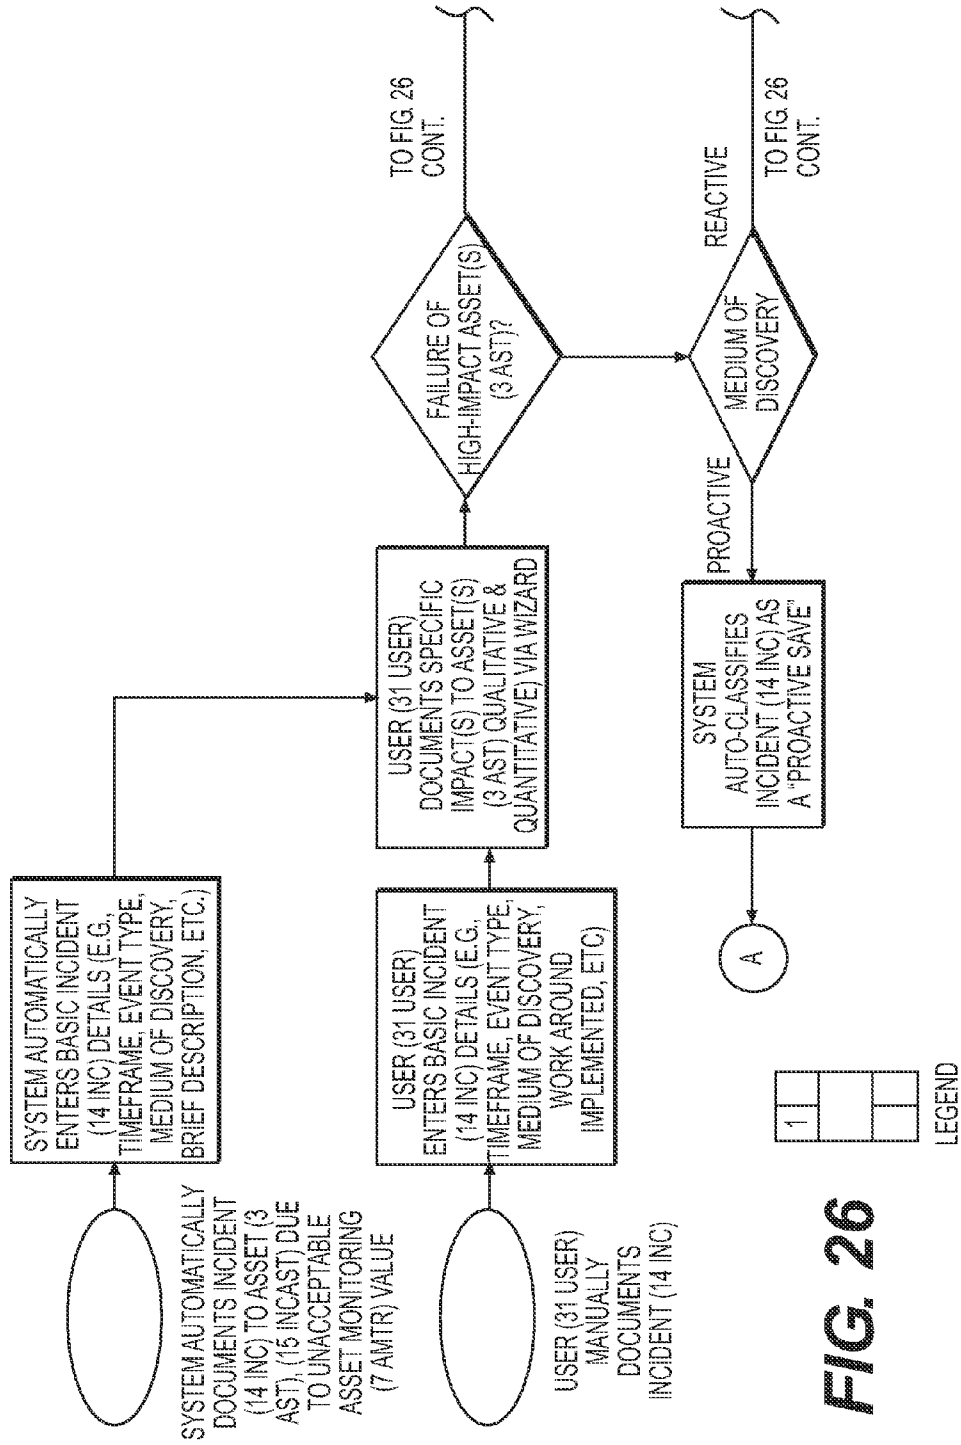 SYSTEM AUTOMATICALLY
DOCUMENTS INCIDENT
(14 INC) TO ASSET (3
AST), (15 INCAST) DUE
TO UNACCEPTABLE
ASSET MONITORING
(7 AMTR) VALUE
SYSTEM AUTOMATICALLY
ENTERS BASIC INCIDENT
(14 INC) DETAILS (E.G.,
TIMEFRAME, EVENT TYPE,
MEDIUM OF DISCOVERY,
BRIEF DESCRIPTION, ETC.)
USER (31 USER)
MANUALLY
DOCUMENTS
INCIDENT (14 INC)
USER (31 USER)
ENTERS BASIC INCIDENT
(14 INC) DETAILS (E.G.,
TIMEFRAME, EVENT TYPE,
MEDIUM OF DISCOVERY,
WORK AROUND
IMPLEMENTED, ETC)
USER (31 USER)
DOCUMENTS SPECIFIC
IMPACT(S) TO ASSET(S)
(3 AST) QUALITATIVE &
QUANTITATIVE) VIA WIZARD
FAILURE OF
HIGH-IMPACT ASSET(S)
(3 AST)?
TO FIG. 26
CONT.
MEDIUM OF
DISCOVERY
REACTIVE
TO FIG. 26
CONT.
PROACTIVE
SYSTEM
AUTO-CLASSIFIES
INCIDENT (14 INC) AS
A "PROACTIVE SAVE"
A
1
LEGEND
FIG. 26